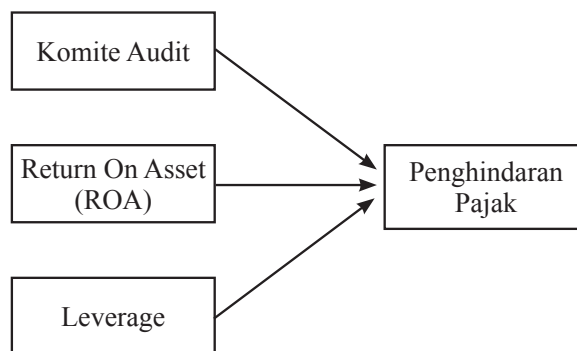 Komite Audit
Return On Asset
(ROA)
Penghindaran
Pajak
Leverage